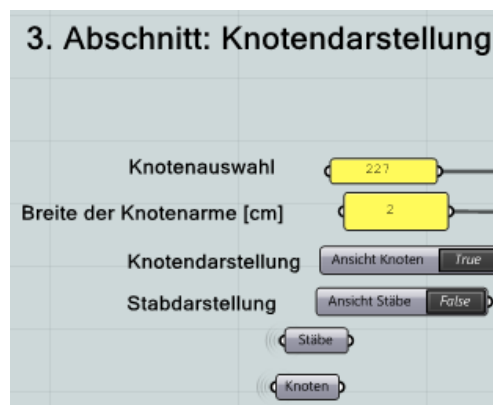 3. Abschnitt: Knotendarstellung
Knotenauswahl 227
Breite der Knotenarme [cm] 2
Knotendarstellung Ansicht Knoten True
Stabdarstellung Ansicht Stäbe False
Stäbe
Knoten